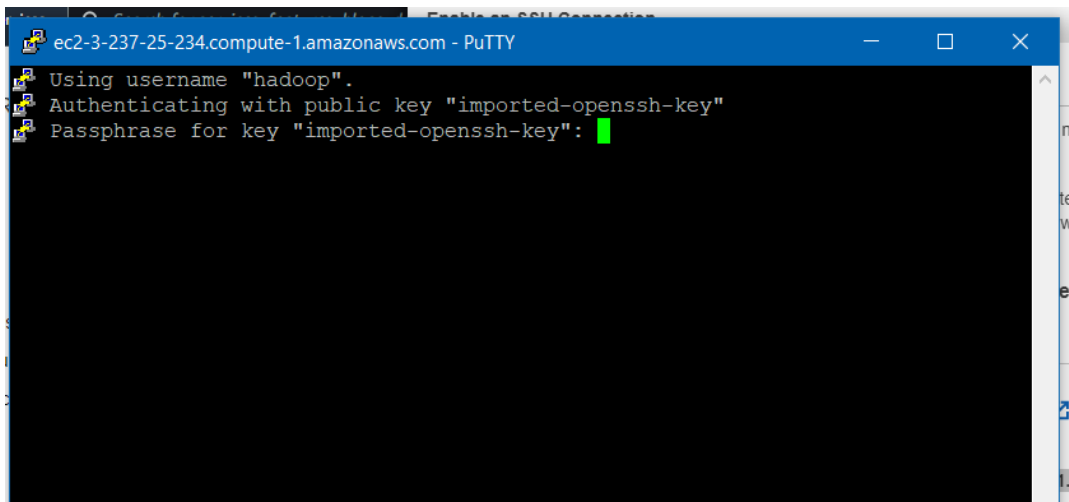 Enable an SSH Connection
ec2-3-237-25-234.compute-1.amazonaws.com - PuTTY
Using username "hadoop".
Authenticating with public key "imported-openssh-key"
Passphrase for key "imported-openssh-key":